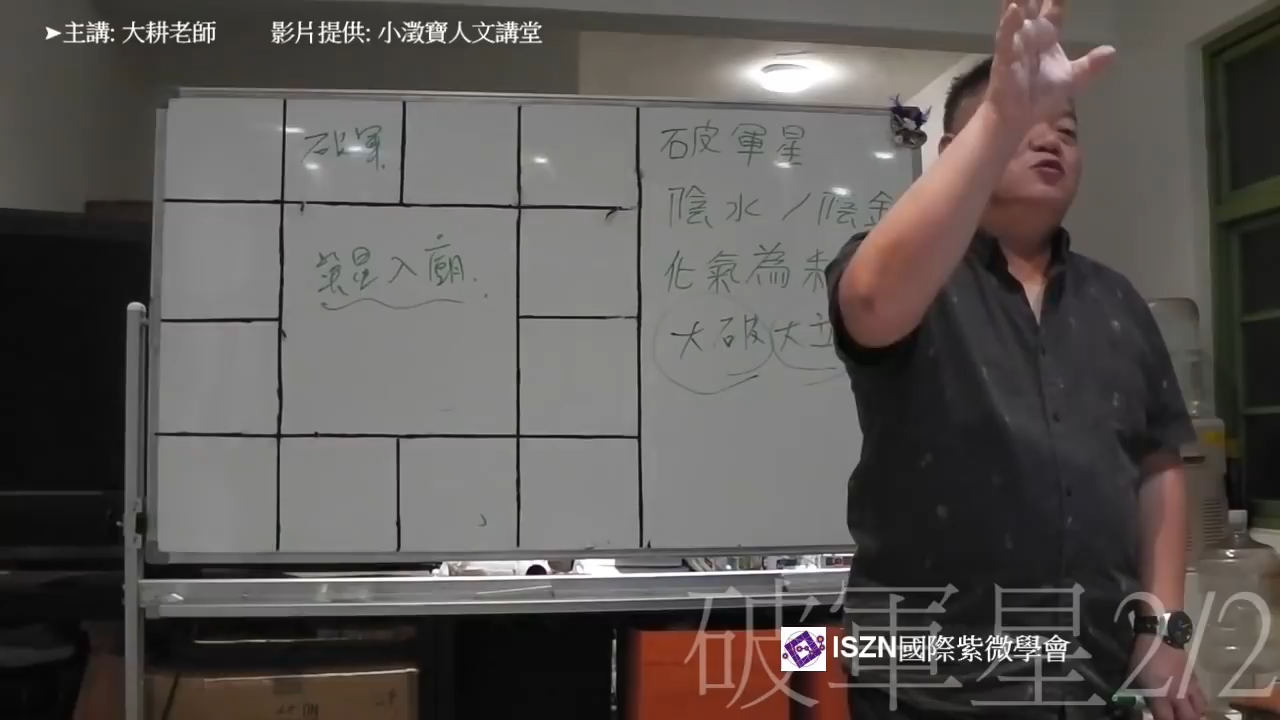 ➤主講: 大耕老師 影片提供: 小瀓寶人文講堂
破軍
入廟
破軍星
陰水/陰金
化氣為耗
大破大立
破軍星2/2
ISZN國際紫微學會